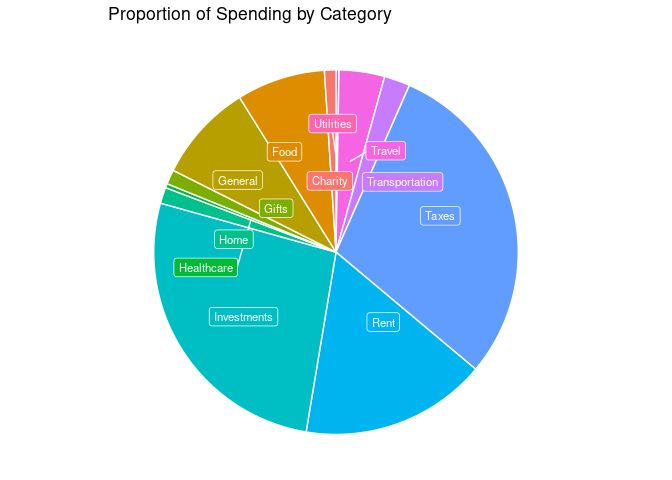 Proportion of Spending by Category
Utilities
Travel
Food
Charity
Transportation
General
Gifts
Taxes
Home
Healthcare
Investments
Rent